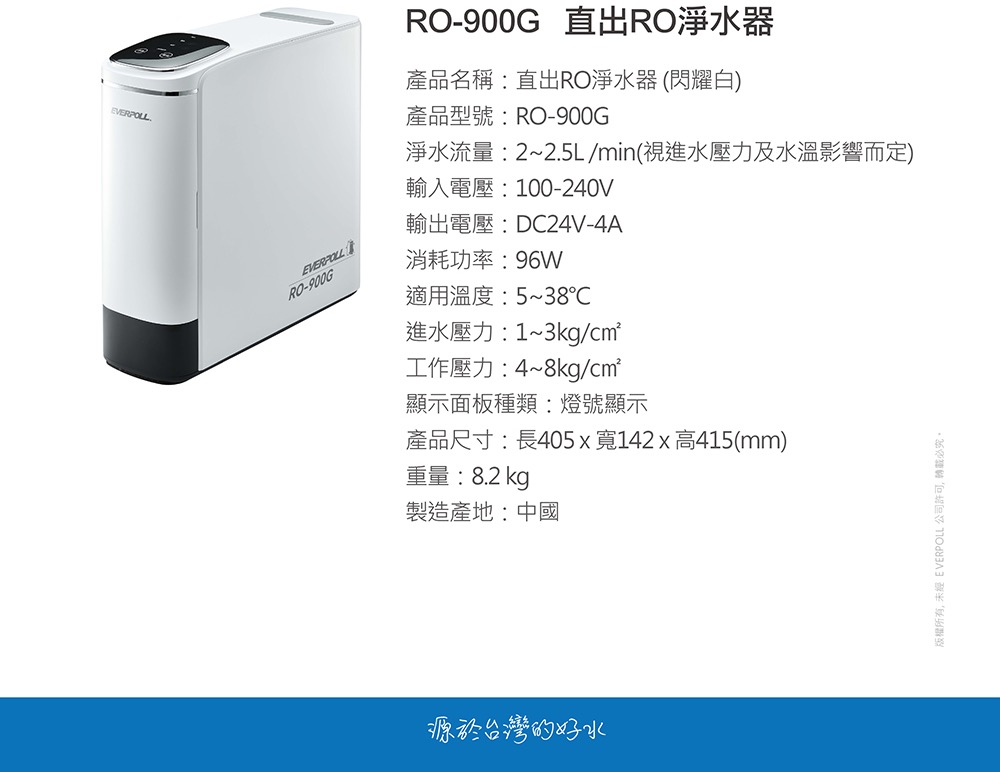 RO-900G 直出RO淨水器
產品名稱：直出RO淨水器 (閃耀白)
產品型號：RO-900G
淨水流量：2~2.5L /min(視進水壓力及水溫影響而定)
輸入電壓：100-240V
輸出電壓：DC24V-4A
消耗功率：96W
適用溫度：5~38℃
進水壓力：1~3kg/c㎡
工作壓力：4~8kg/c㎡
顯示面板種類：燈號顯示
產品尺寸：長405 x 寬142 x 高415(mm)
重量：8.2 kg
製造產地：中國
EVERPOLL.
EVERPOLL
RO-900G
版權所有, 未經 EVERPOLL 公司許可, 轉載必究。
源於台灣的好水